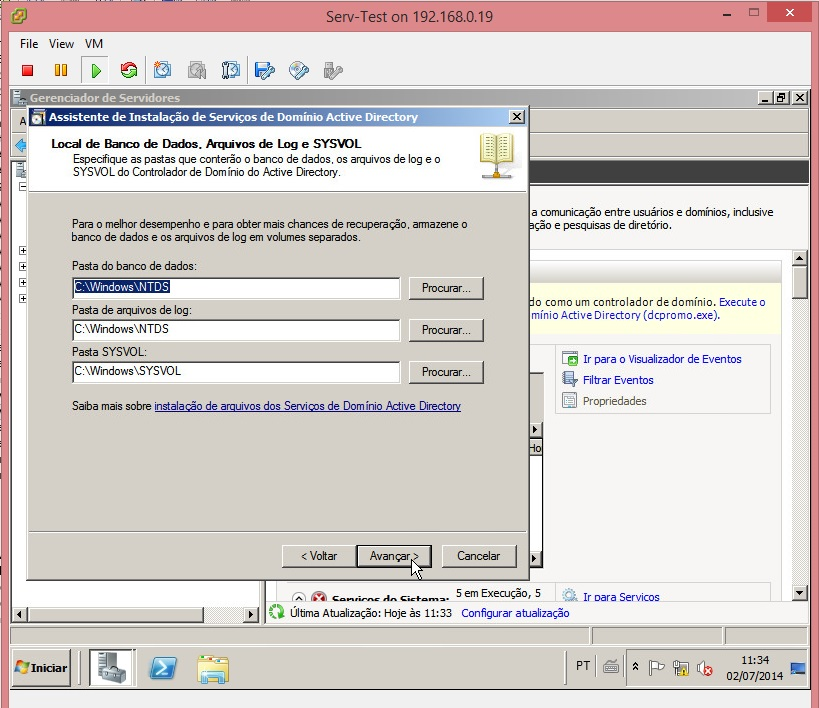 Serv-Test on 192.168.0.19
File View VM
Gerenciador de Servidores
Assistente de Instalação de Serviços de Domínio Active Directory
Local de Banco de Dados, Arquivos de Log e SYSVOL
Especifique as pastas que conterão o banco de dados, os arquivos de log e o
SYSVOL do Controlador de Domínio do Active Directory.
Para o melhor desempenho e para obter mais chances de recuperação, armazene o
banco de dados e os arquivos de log em volumes separados.
Pasta do banco de dados:
C:\Windows\NTDS
Procurar...
Pasta de arquivos de log:
C:\Windows\NTDS
Procurar...
Pasta SYSVOL:
C:\Windows\SYSVOL
Procurar...
Saiba mais sobre instalação de arquivos dos Serviços de Domínio Active Directory
< Voltar
Avançar >
Cancelar
a comunicação entre usuários e domínios, inclusive
ação e pesquisas de diretório.
do como um controlador de domínio. Execute o
mínio Active Directory (dcpromo.exe).
Ir para o Visualizador de Eventos
Filtrar Eventos
Propriedades
Ho
Serviços do Sistema: 5 em Execução, 5
Ir para Serviços
Última Atualização: Hoje às 11:33 Configurar atualização
Iniciar
PT
11:34
02/07/2014